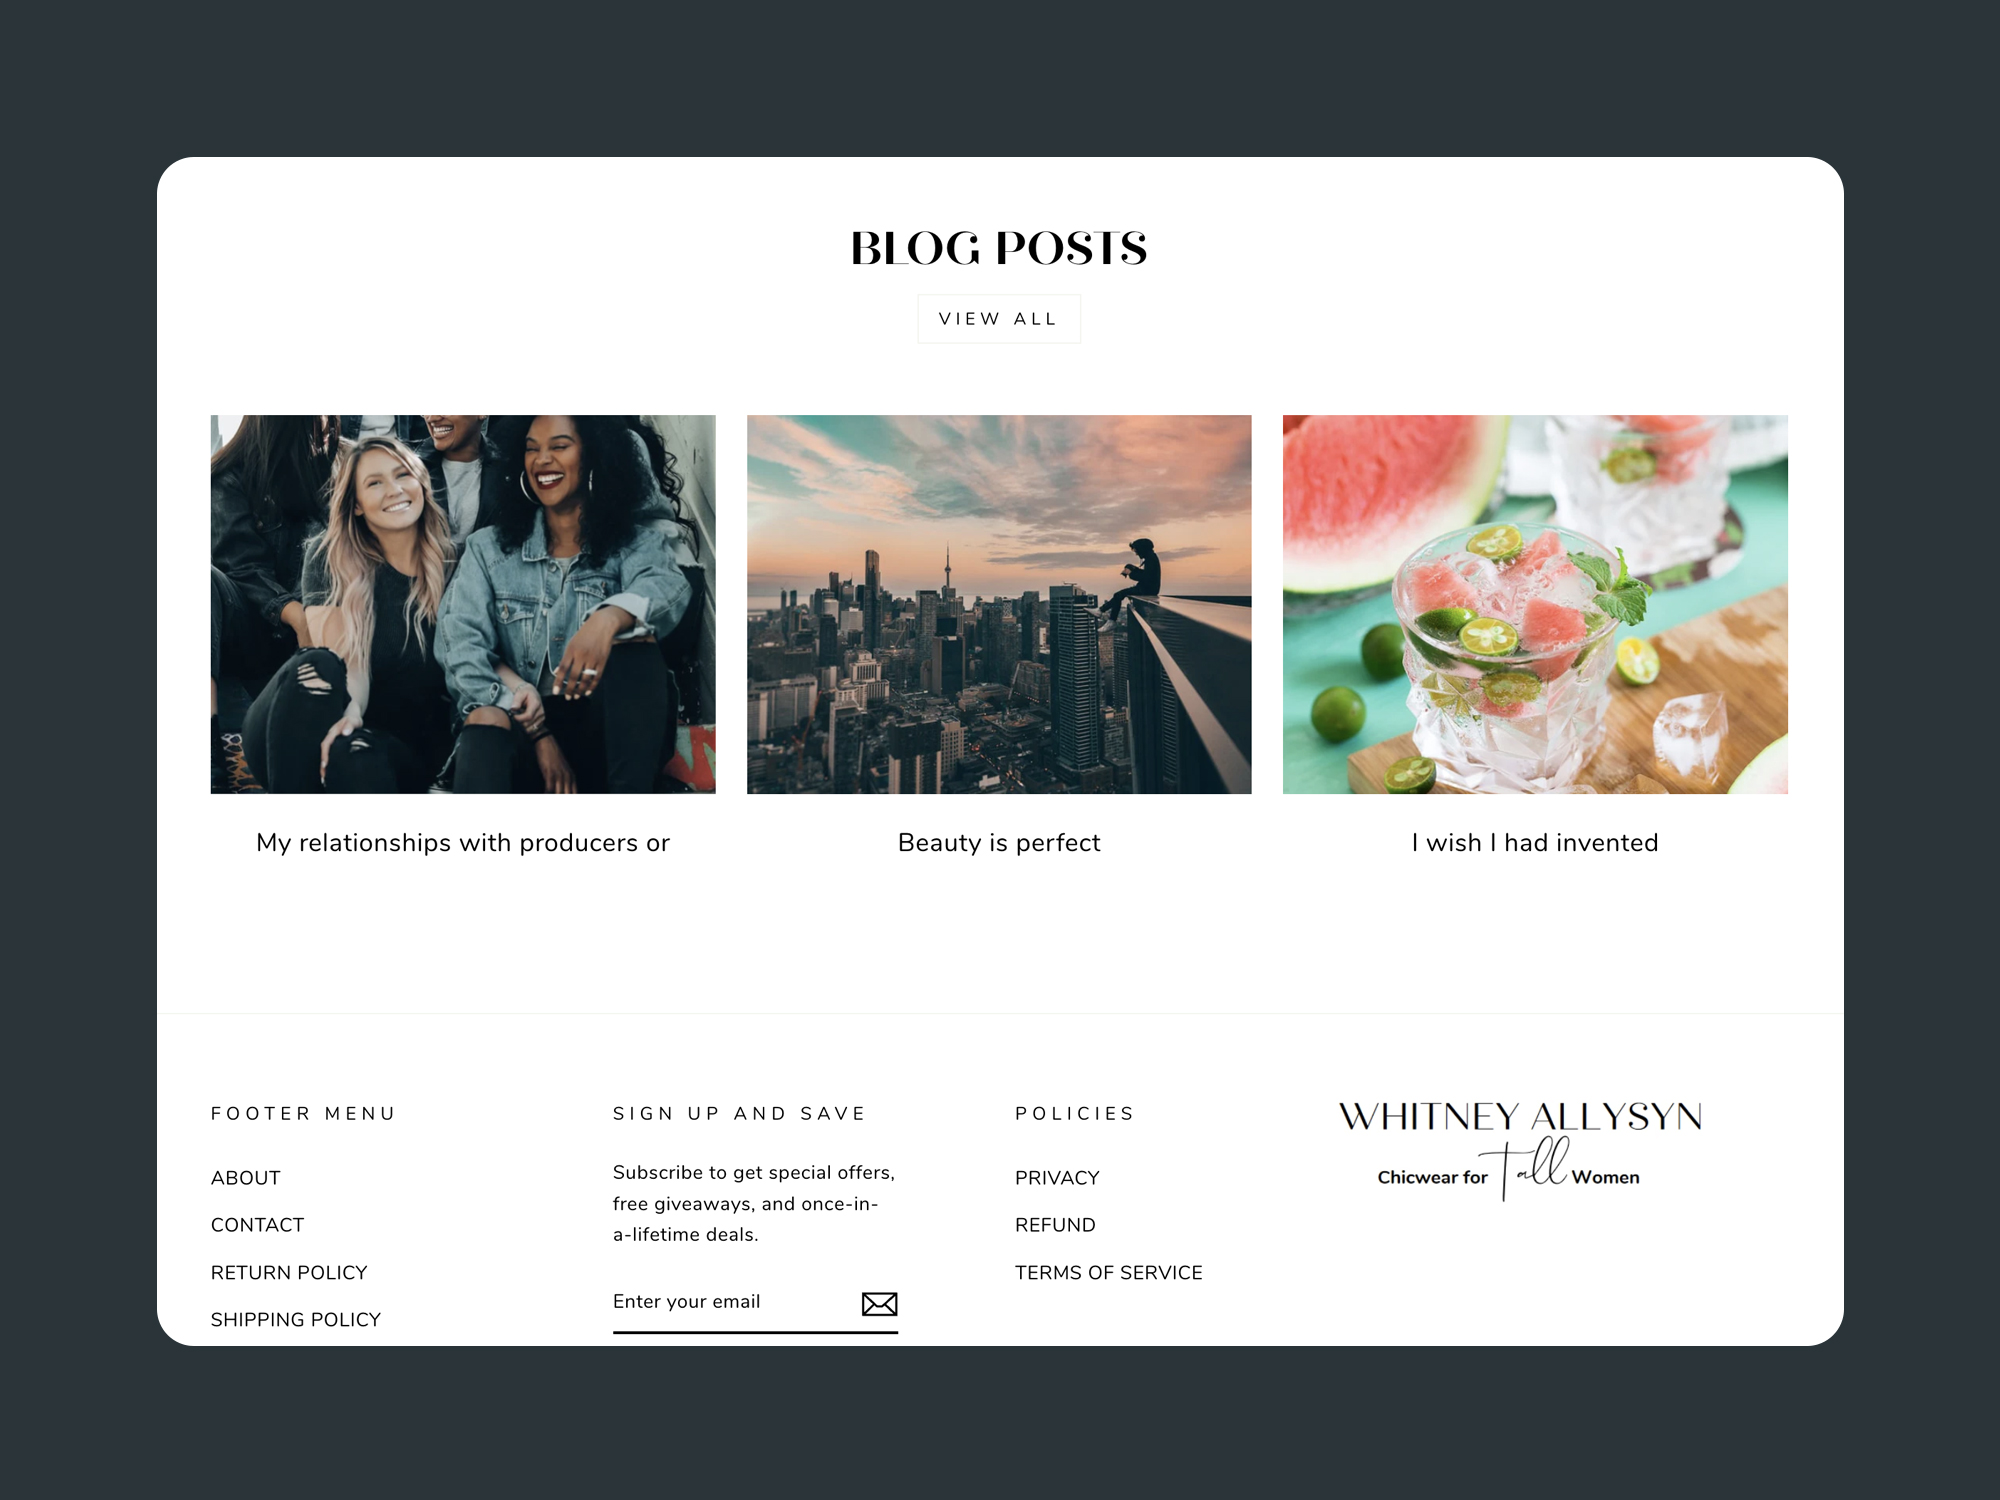 BLOG POSTS
VIEW ALL
My relationships with producers or
Beauty is perfect
I wish I had invented
FOOTER MENU
ABOUT
CONTACT
RETURN POLICY
SHIPPING POLICY
SIGN UP AND SAVE
Subscribe to get special offers,
free giveaways, and once-in-
a-lifetime deals.
Enter your email
POLICIES
PRIVACY
REFUND
TERMS OF SERVICE
WHITNEY ALLYSYN
Chicwear for Tall Women